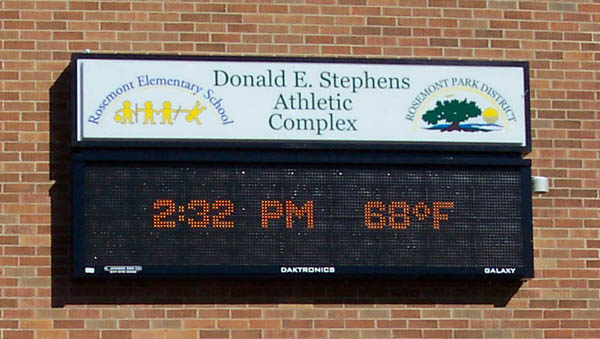 Rosemont Elementary School
Donald E. Stephens
Athletic
Complex
ROSEMONT PARK DISTRICT
2:32 PM 68°F
DAKTRONICS
GALAXY